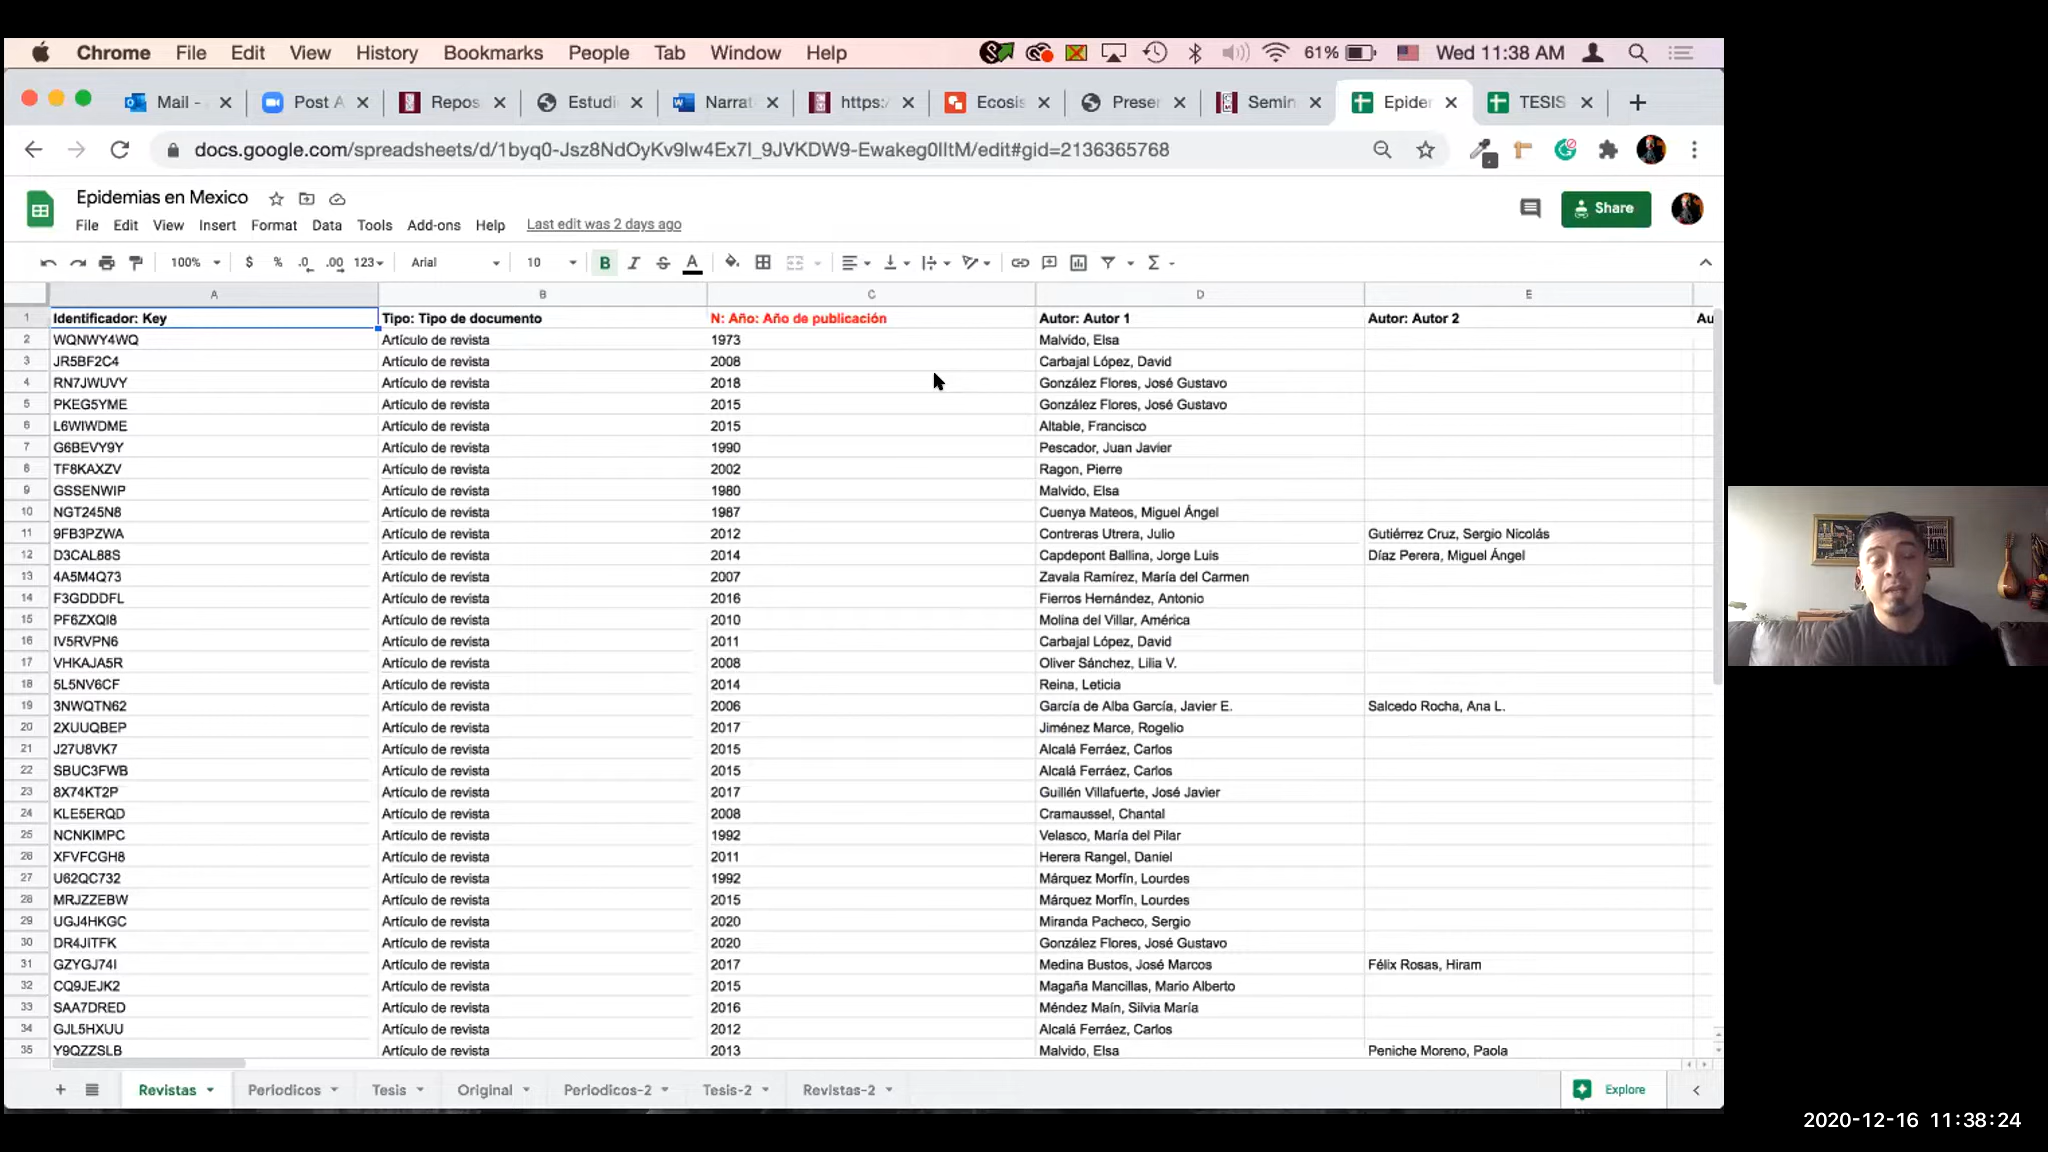 Chrome File Edit View History Bookmarks People Tab Window Help 61% Wed 11:38 AM
Mail - Post A Repos Estudi Narrat https:/ Ecosis Preser Semin Epider TESIS
docs.google.com/spreadsheets/d/1byq0-Jsz8NdOyKv9lw4Ex7l_9JVKDW9-Ewakeg0lItM/edit#gid=2136365768
Epidemias en Mexico
File Edit View Insert Format Data Tools Add-ons Help Last edit was 2 days ago Share
100% $ % .0 .00 123 Arial 10 B I S A
A B C D E
1 Identificador: Key Tipo: Tipo de documento N: Año: Año de publicación Autor: Autor 1 Autor: Autor 2 Au
2 WQNWY4WQ Artículo de revista 1973 Malvido, Elsa
3 JR5BF2C4 Artículo de revista 2008 Carbajal López, David
4 RN7JWUVY Artículo de revista 2018 González Flores, José Gustavo
5 PKEG5YME Artículo de revista 2015 González Flores, José Gustavo
6 L6WIWDME Artículo de revista 2015 Altable, Francisco
7 G6BEVY9Y Artículo de revista 1990 Pescador, Juan Javier
8 TF8KAXZV Artículo de revista 2002 Ragon, Pierre
9 GSSENWIP Artículo de revista 1980 Malvido, Elsa
10 NGT245N8 Artículo de revista 1987 Cuenya Mateos, Miguel Ángel
11 9FB3PZWA Artículo de revista 2012 Contreras Utrera, Julio Gutiérrez Cruz, Sergio Nicolás
12 D3CAL88S Artículo de revista 2014 Capdepont Ballina, Jorge Luis Díaz Perera, Miguel Ángel
13 4A5M4Q73 Artículo de revista 2007 Zavala Ramírez, María del Carmen
14 F3GDDDFL Artículo de revista 2016 Fierros Hernández, Antonio
15 PF6ZXQI8 Artículo de revista 2010 Molina del Villar, América
16 IV5RVPN6 Artículo de revista 2011 Carbajal López, David
17 VHKAJA5R Artículo de revista 2008 Oliver Sánchez, Lilia V.
18 5L5NV6CF Artículo de revista 2014 Reina, Leticia
19 3NWQTN62 Artículo de revista 2006 García de Alba García, Javier E. Salcedo Rocha, Ana L.
20 2XUUQBEP Artículo de revista 2017 Jiménez Marce, Rogelio
21 J27U8VK7 Artículo de revista 2015 Alcalá Ferráez, Carlos
22 SBUC3FWB Artículo de revista 2015 Alcalá Ferráez, Carlos
23 8X74KT2P Artículo de revista 2017 Guillén Villafuerte, José Javier
24 KLE5ERQD Artículo de revista 2008 Cramaussel, Chantal
25 NCNKIMPC Artículo de revista 1992 Velasco, María del Pilar
26 XFVFCGH8 Artículo de revista 2011 Herera Rangel, Daniel
27 U62QC732 Artículo de revista 1992 Márquez Morfín, Lourdes
28 MRJZZEBW Artículo de revista 2015 Márquez Morfín, Lourdes
29 UGJ4HKGC Artículo de revista 2020 Miranda Pacheco, Sergio
30 DR4JITFK Artículo de revista 2020 González Flores, José Gustavo
31 GZYGJ74I Artículo de revista 2017 Medina Bustos, José Marcos Félix Rosas, Hiram
32 CQ9JEJK2 Artículo de revista 2015 Magaña Mancillas, Mario Alberto
33 SAA7DRED Artículo de revista 2016 Méndez Maín, Silvia María
34 GJL5HXUU Artículo de revista 2012 Alcalá Ferráez, Carlos
35 Y9QZZSLB Artículo de revista 2013 Malvido, Elsa Peniche Moreno, Paola
Revistas Periodicos Tesis Original Periodicos-2 Tesis-2 Revistas-2 Explore
2020-12-16 11:38:24